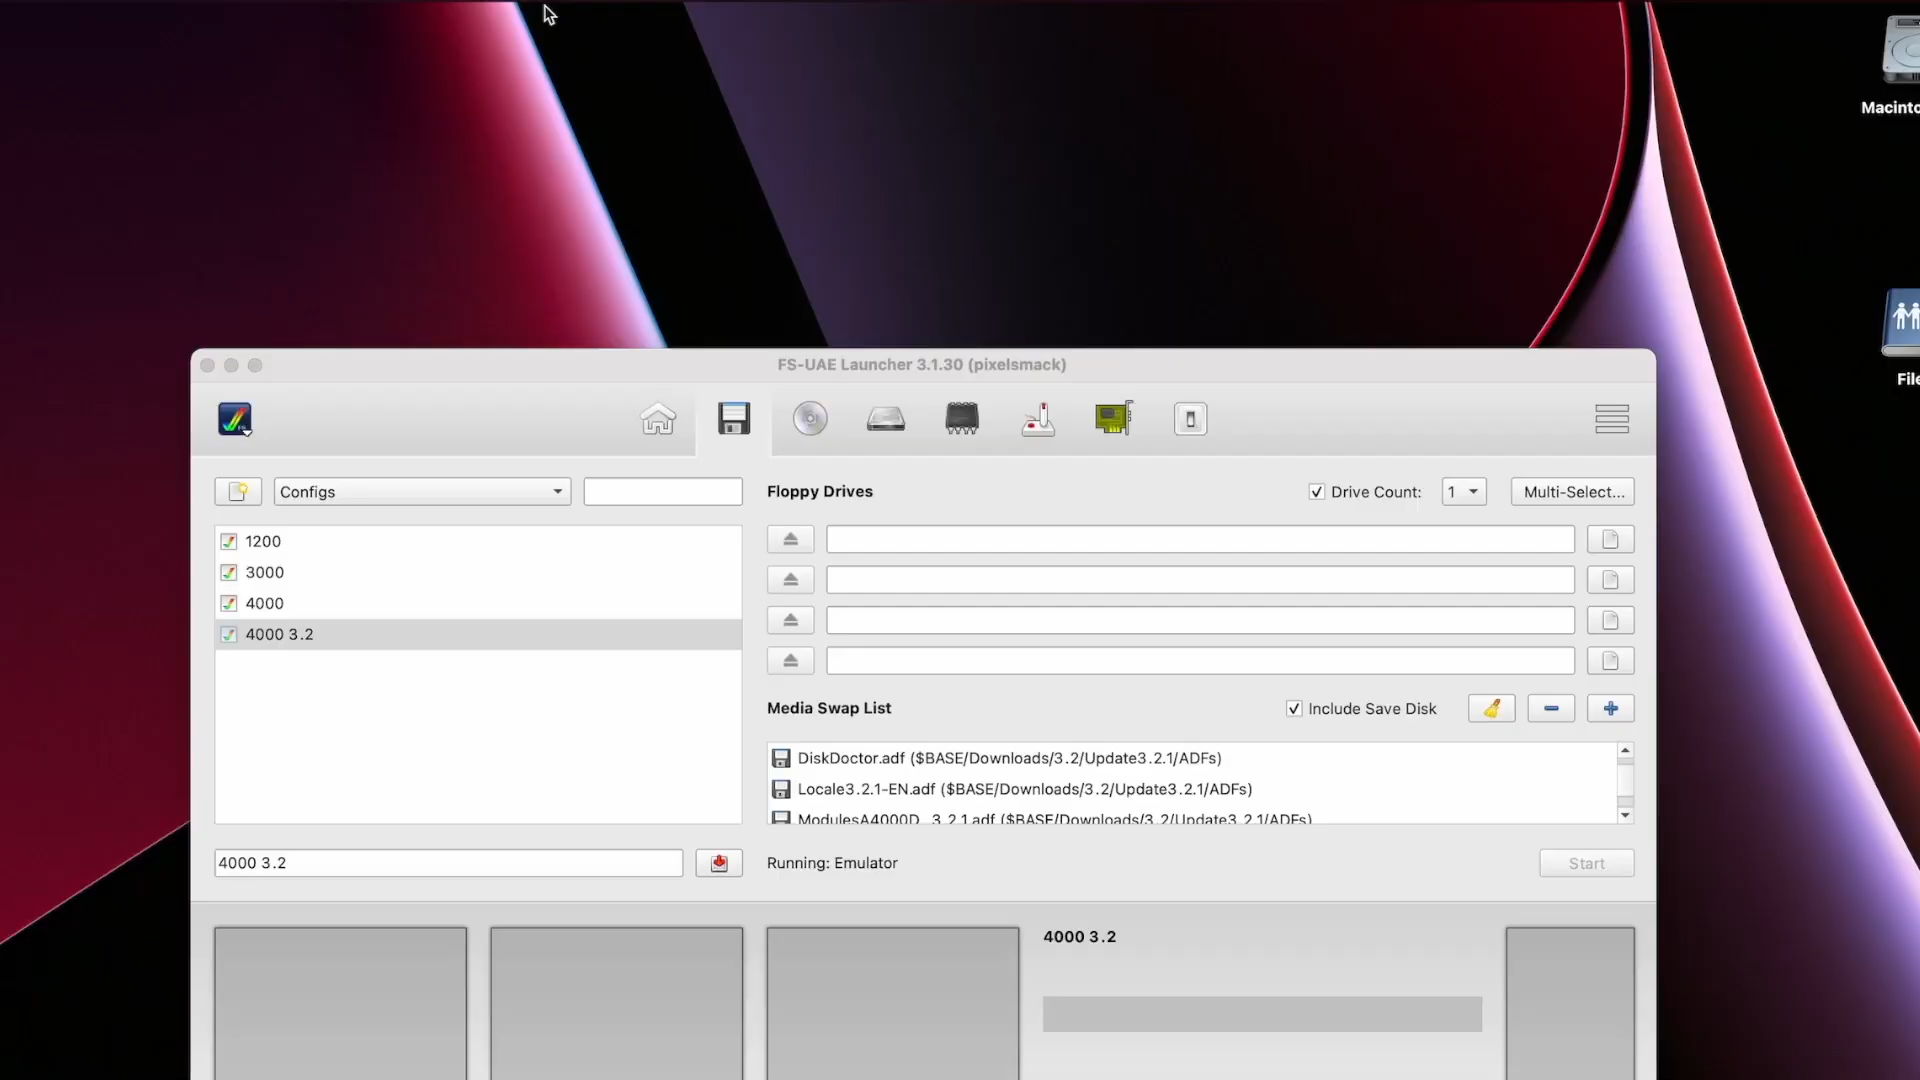 Macinto
File
FS-UAE Launcher 3.1.30 (pixelsmack)
Configs
Floppy Drives
Drive Count:
1
Multi-Select...
1200
3000
4000
4000 3.2
Media Swap List
Include Save Disk
DiskDoctor.adf ($BASE/Downloads/3.2/Update3.2.1/ADFs)
Locale3.2.1-EN.adf ($BASE/Downloads/3.2/Update3.2.1/ADFs)
ModulesA4000D_3.2.1.adf ($BASE/Downloads/3.2/Update3.2.1/ADFs)
4000 3.2
Running: Emulator
Start
4000 3.2